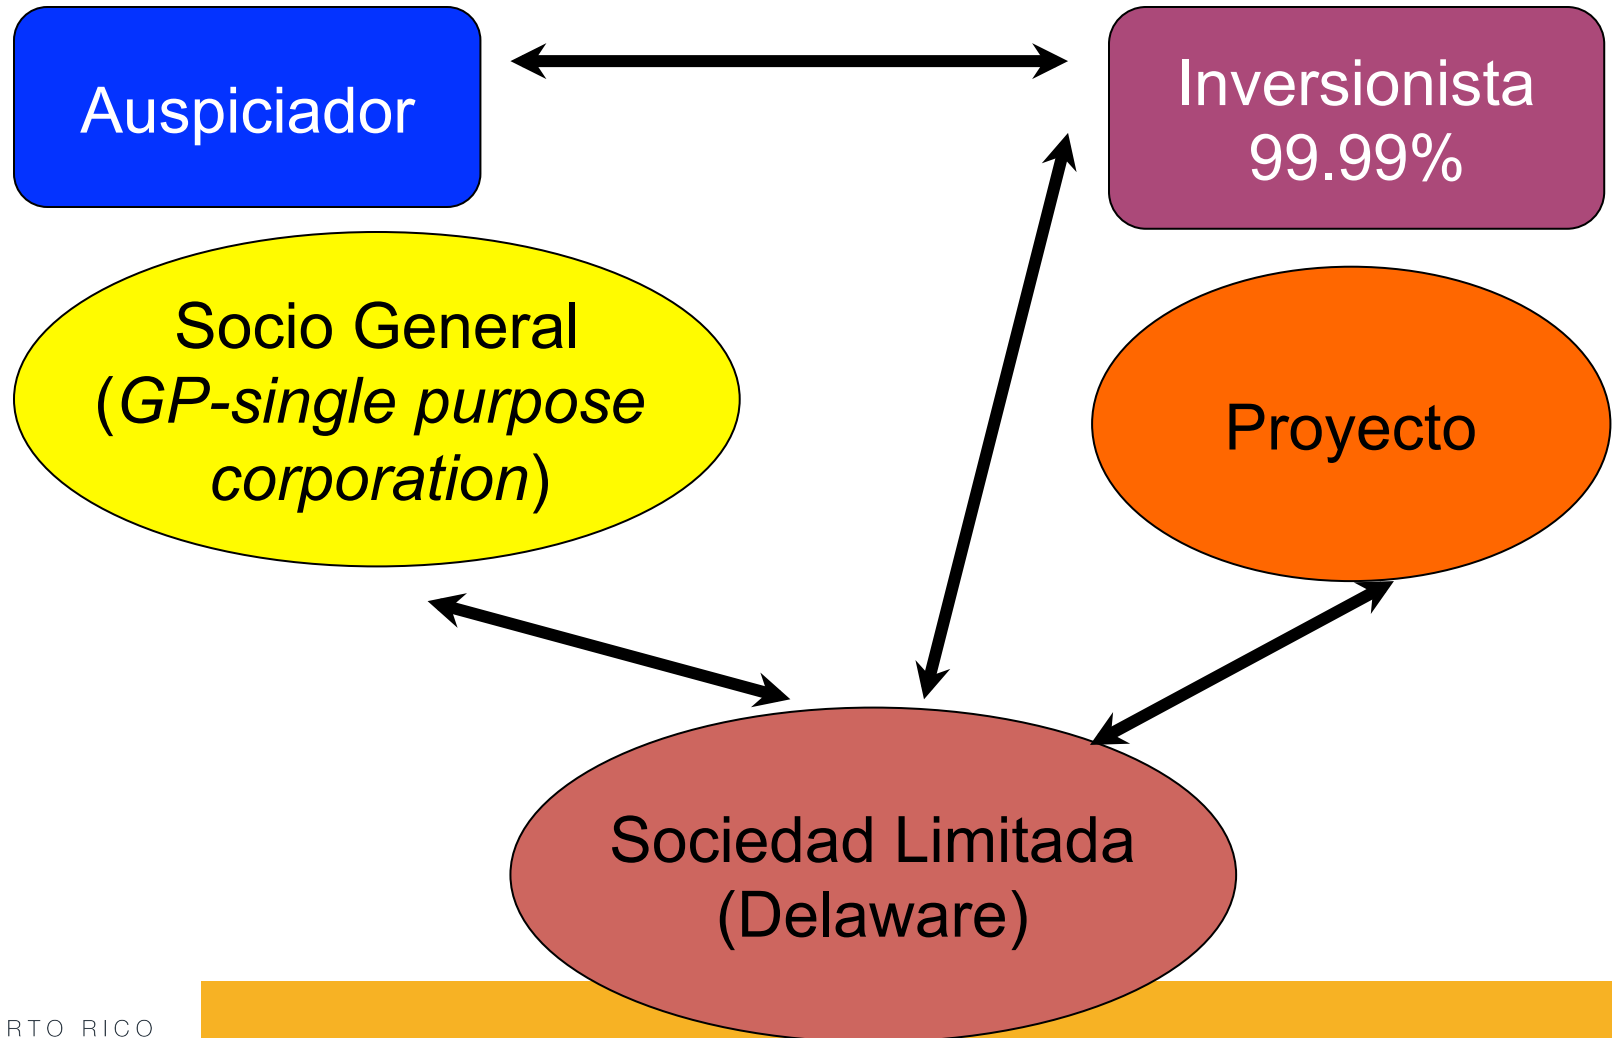 Auspiciador
Inversionista
99.99%
Socio General
(GP-single purpose
corporation)
Proyecto
Sociedad Limitada
(Delaware)
RTO RICO